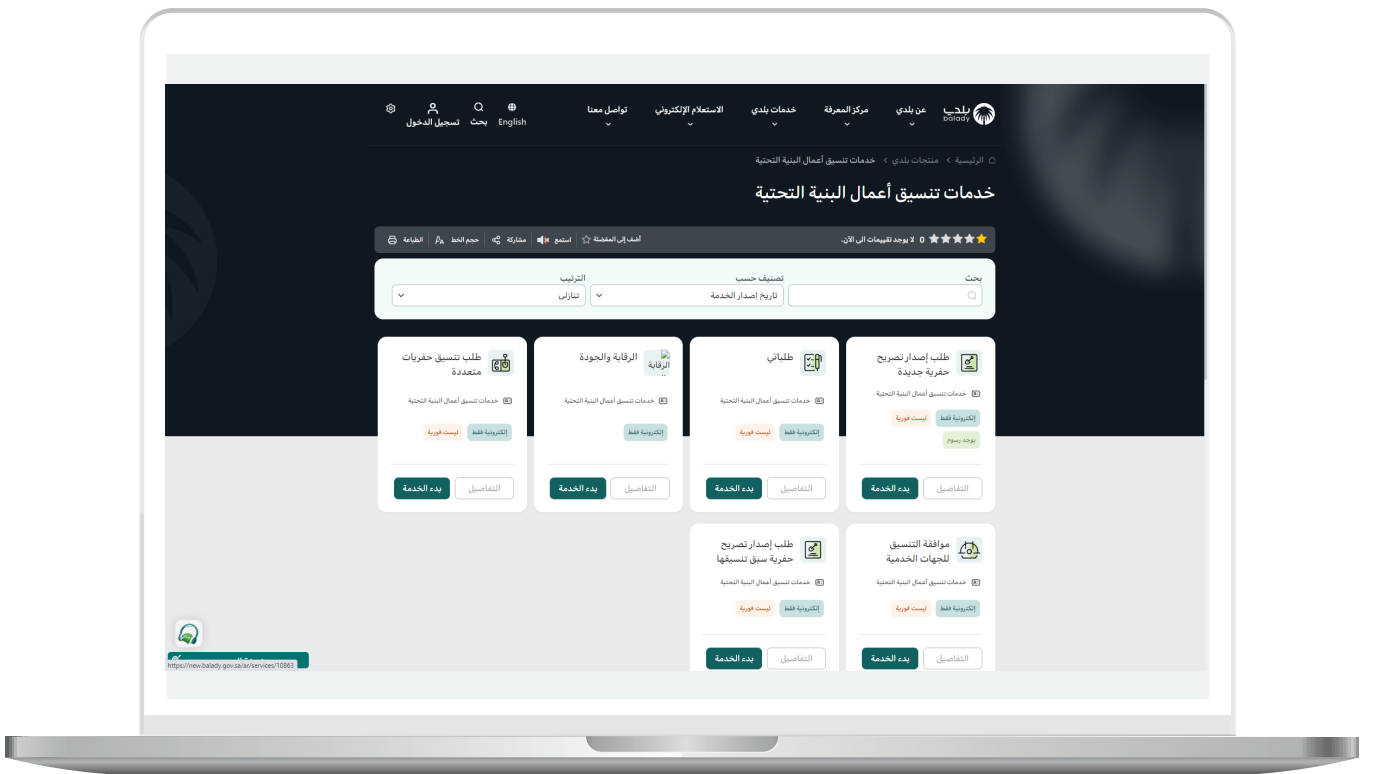 بلدي
balady
عن بلدي
مركز المعرفة
خدمات بلدي
الاستعلام الإلكتروني
تواصل معنا
English
بحث
تسجيل الدخول
الرئيسية > منتجات بلدي > خدمات تنسيق أعمال البنية التحتية
خدمات تنسيق أعمال البنية التحتية
0 لا يوجد تقييمات الى الآن.
أضف إلى المفضلة
استمع
مشاركة
حجم الخط
الطباعة
بحث
تصنيف حسب
الترتيب
تاريخ إصدار الخدمة
تنازلى
طلب إصدار تصريح
حفرية جديدة
خدمات تنسيق أعمال البنية التحتية
إلكترونية فقط
ليست فورية
يوجد رسوم
التفاصيل
بدء الخدمة
طلباتي
خدمات تنسيق أعمال البنية التحتية
إلكترونية فقط
ليست فورية
التفاصيل
بدء الخدمة
الرقابة
الرقابة والجودة
خدمات تنسيق أعمال البنية التحتية
إلكترونية فقط
التفاصيل
بدء الخدمة
طلب تنسيق حفريات
متعددة
خدمات تنسيق أعمال البنية التحتية
إلكترونية فقط
ليست فورية
التفاصيل
بدء الخدمة
موافقة التنسيق
للجهات الخدمية
خدمات تنسيق أعمال البنية التحتية
إلكترونية فقط
ليست فورية
التفاصيل
بدء الخدمة
طلب إصدار تصريح
حفرية سبق تنسيقها
خدمات تنسيق أعمال البنية التحتية
إلكترونية فقط
ليست فورية
التفاصيل
بدء الخدمة
https://new.balady.gov.sa/ar/services/10863